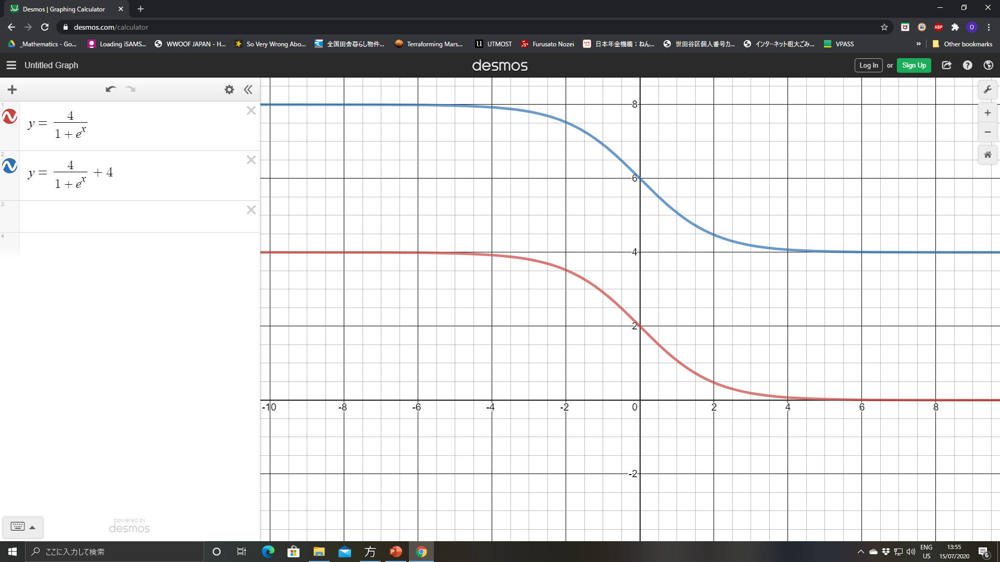 Desmos | Graphing Calculator
desmos.com/calculator
_Mathematics - Go...
Loading iSAMS...
WWOOF JAPAN - H...
So Very Wrong Abo...
全国田舎暮らし物件...
Terraforming Mars...
UTMOST
Furusato Nozei
日本年金機構：ねん...
世田谷区個人番号カ...
インターネット粗大ごみ...
VPASS
»
Other bookmarks
ABP
O
Untitled Graph
desmos
Log In or Sign Up
1
y = 4 / (1 + e^x)
2
y = 4 / (1 + e^x) + 4
3
4
8
6
4
2
-10 -8 -6 -4 -2 0 2 4 6 8
-2
powered by
desmos
ここに入力して検索
方
ENG
US
13:55
15/07/2020
6